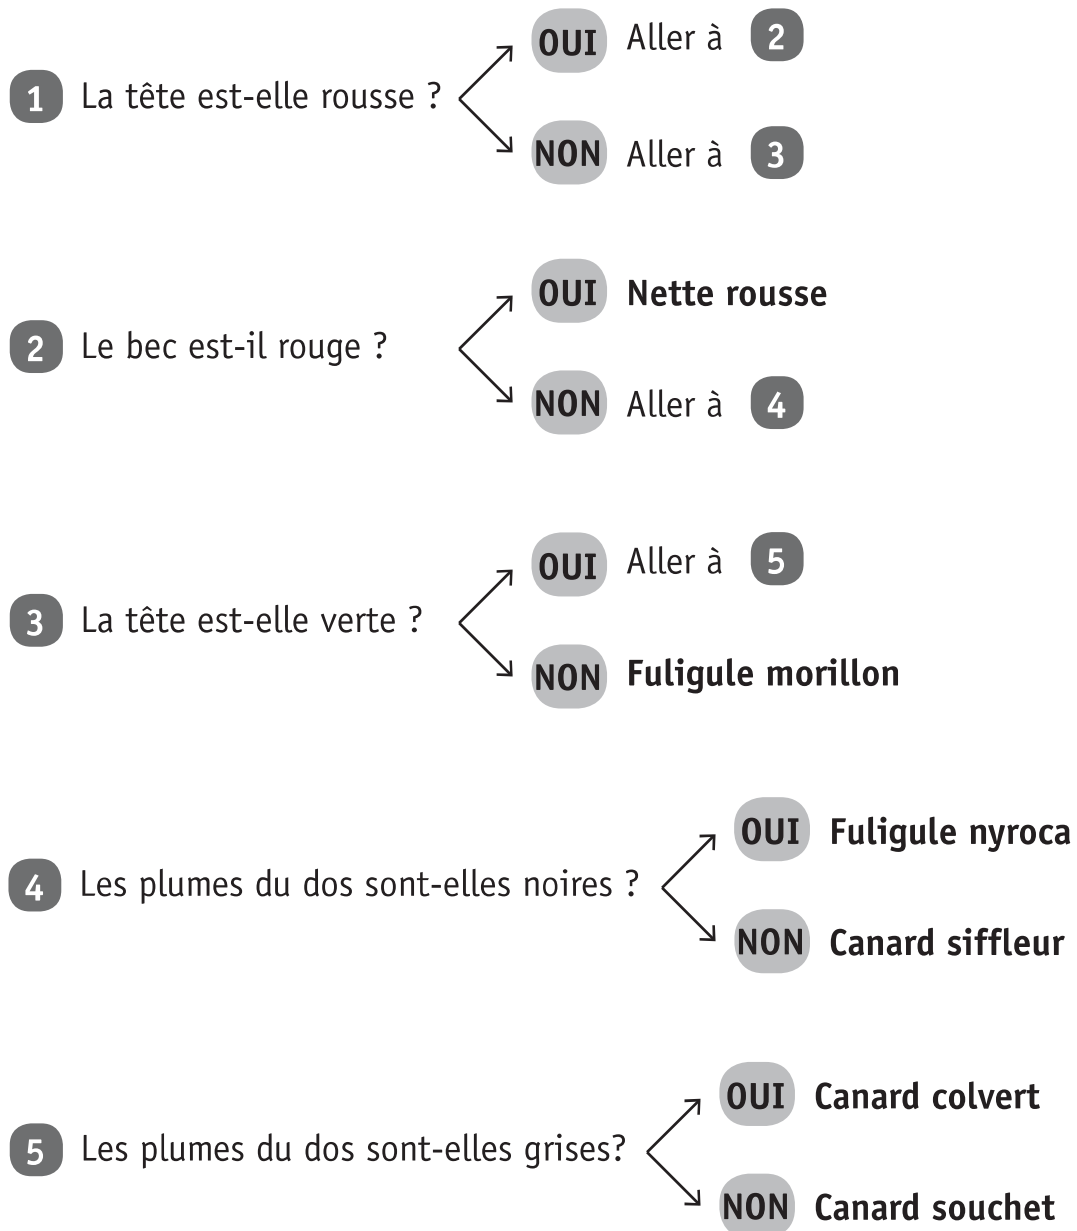 OUI Aller à 2
1 La tête est-elle rousse ?
NON Aller à 3
OUI Nette rousse
2 Le bec est-il rouge ?
NON Aller à 4
OUI Aller à 5
3 La tête est-elle verte ?
NON Fuligule morillon
OUI Fuligule nyroca
4 Les plumes du dos sont-elles noires ?
NON Canard siffleur
OUI Canard colvert
5 Les plumes du dos sont-elles grises?
NON Canard souchet